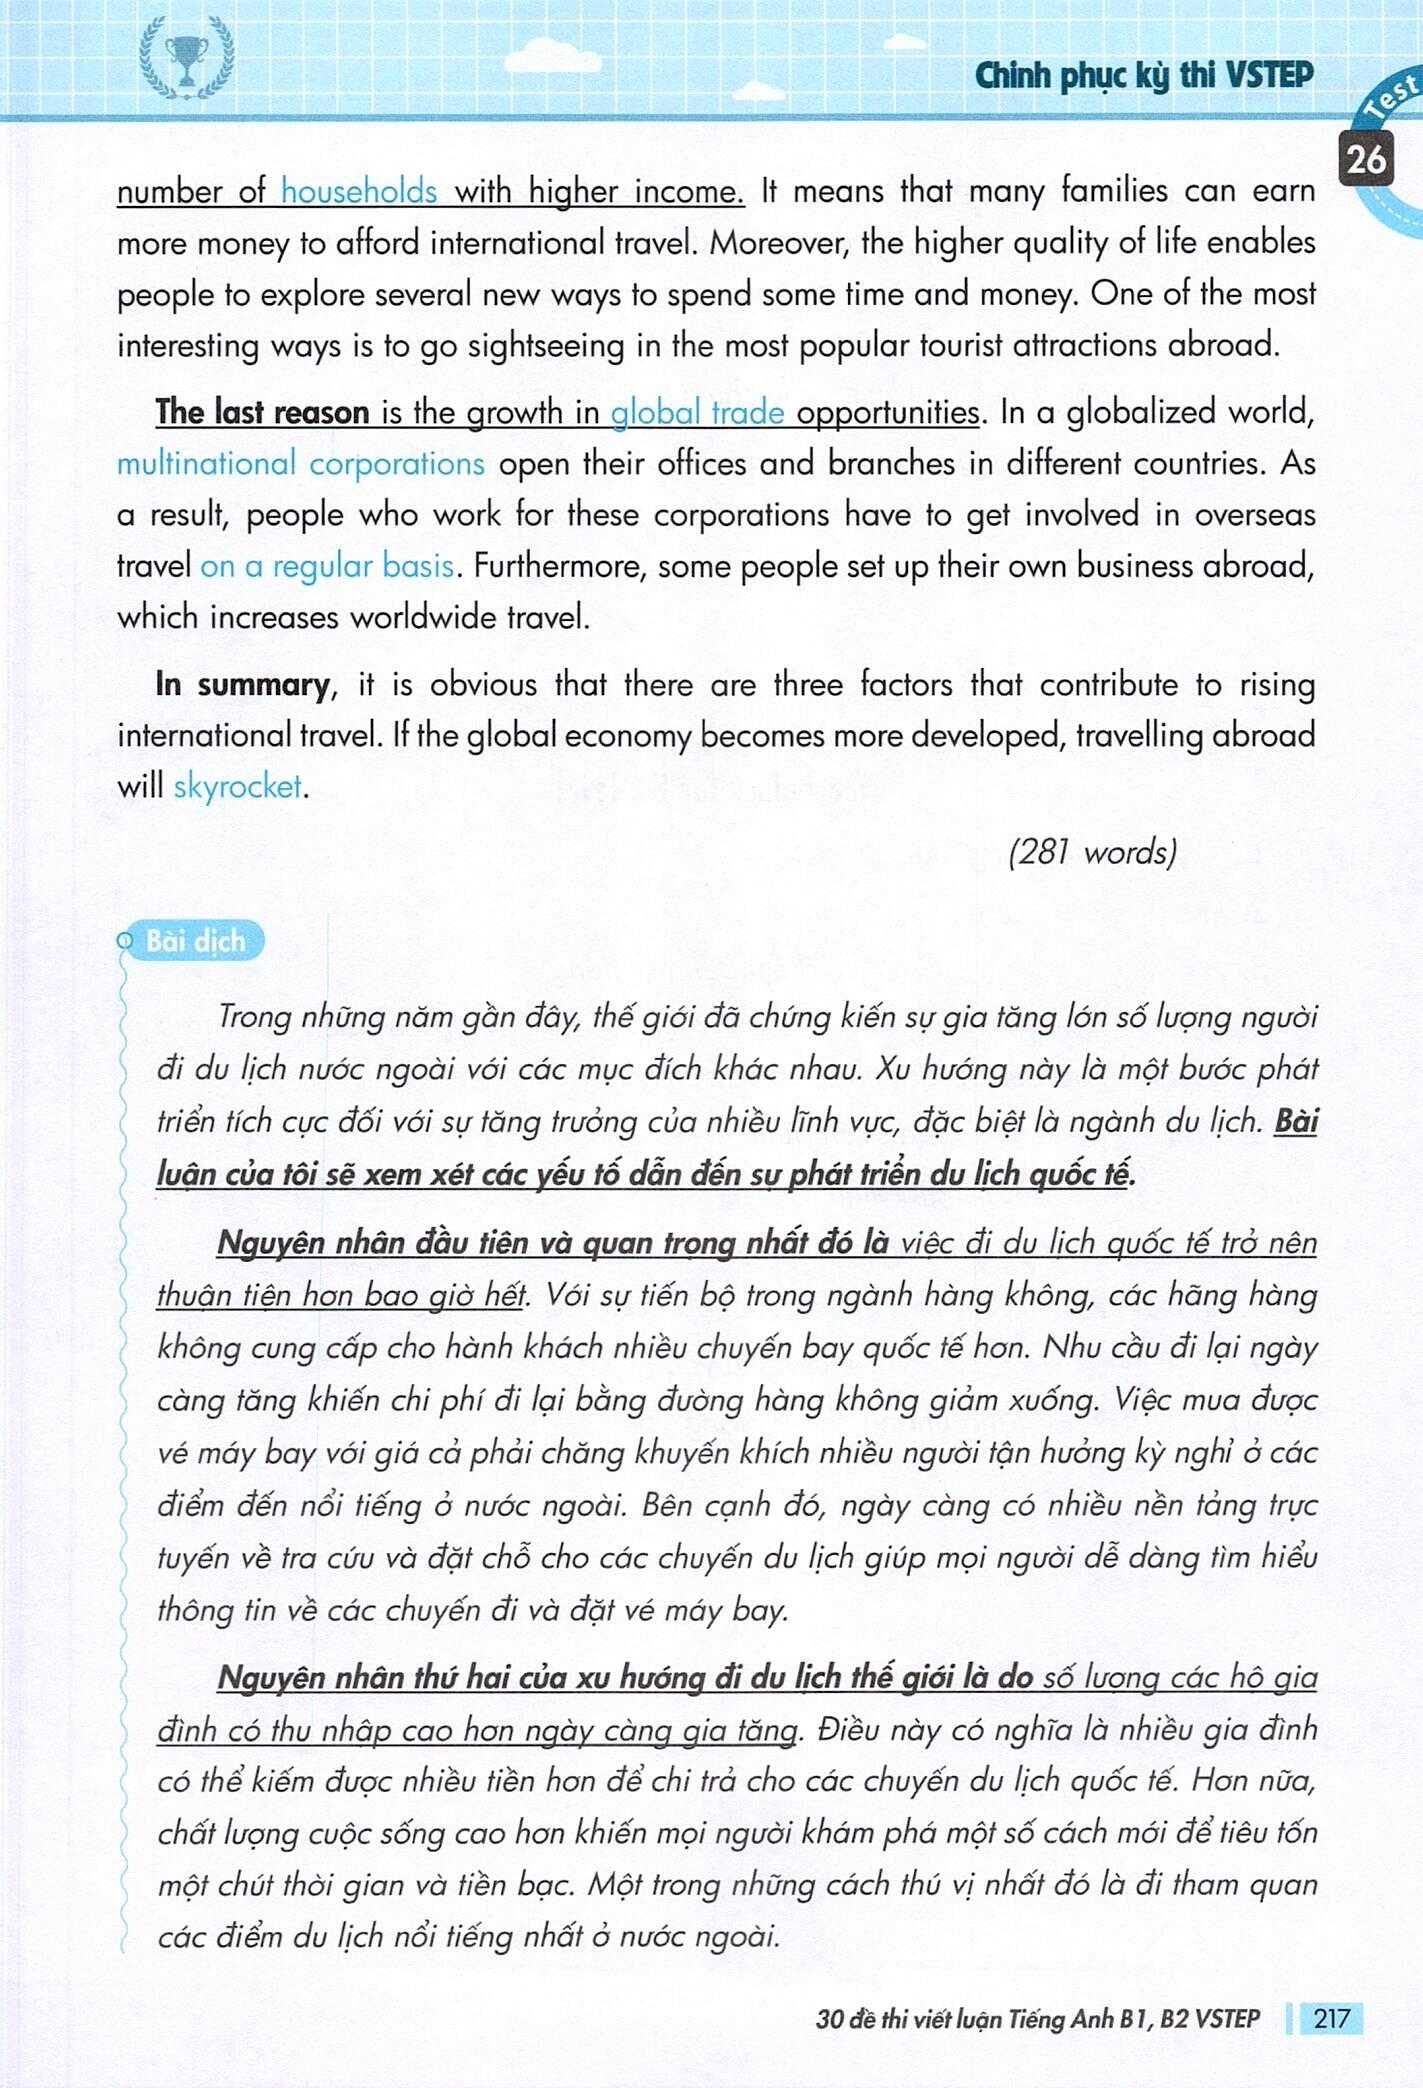 Chinh phục kỳ thi VSTEP
Test
26
number of households with higher income. It means that many families can earn
more money to afford international travel. Moreover, the higher quality of life enables
people to explore several new ways to spend some time and money. One of the most
interesting ways is to go sightseeing in the most popular tourist attractions abroad.
The last reason is the growth in global trade opportunities. In a globalized world,
multinational corporations open their offices and branches in different countries. As
a result, people who work for these corporations have to get involved in overseas
travel on a regular basis. Furthermore, some people set up their own business abroad,
which increases worldwide travel.
In summary, it is obvious that there are three factors that contribute to rising
international travel. If the global economy becomes more developed, travelling abroad
will skyrocket.
(281 words)
Bài dịch
Trong những năm gần đây, thế giới đã chứng kiến sự gia tăng lớn số lượng người
đi du lịch nước ngoài với các mục đích khác nhau. Xu hướng này là một bước phát
triển tích cực đối với sự tăng trưởng của nhiều lĩnh vực, đặc biệt là ngành du lịch. Bài
luận của tôi sẽ xem xét các yếu tố dẫn đến sự phát triển du lịch quốc tế.
Nguyên nhân đầu tiên và quan trọng nhất đó là việc đi du lịch quốc tế trở nên
thuận tiện hơn bao giờ hết. Với sự tiến bộ trong ngành hàng không, các hãng hàng
không cung cấp cho hành khách nhiều chuyến bay quốc tế hơn. Nhu cầu đi lại ngày
càng tăng khiến chi phí đi lại bằng đường hàng không giảm xuống. Việc mua được
vé máy bay với giá cả phải chăng khuyến khích nhiều người tận hưởng kỳ nghỉ ở các
điểm đến nổi tiếng ở nước ngoài. Bên cạnh đó, ngày càng có nhiều nền tảng trực
tuyến về tra cứu và đặt chỗ cho các chuyến du lịch giúp mọi người dễ dàng tìm hiểu
thông tin về các chuyến đi và đặt vé máy bay.
Nguyên nhân thứ hai của xu hướng đi du lịch thế giới là do số lượng các hộ gia
đình có thu nhập cao hơn ngày càng gia tăng. Điều này có nghĩa là nhiều gia đình
có thể kiếm được nhiều tiền hơn để chi trả cho các chuyến du lịch quốc tế. Hơn nữa,
chất lượng cuộc sống cao hơn khiến mọi người khám phá một số cách mới để tiêu tốn
một chút thời gian và tiền bạc. Một trong những cách thú vị nhất đó là đi tham quan
các điểm du lịch nổi tiếng nhất ở nước ngoài.
30 đề thi viết luận Tiếng Anh B1, B2 VSTEP
217